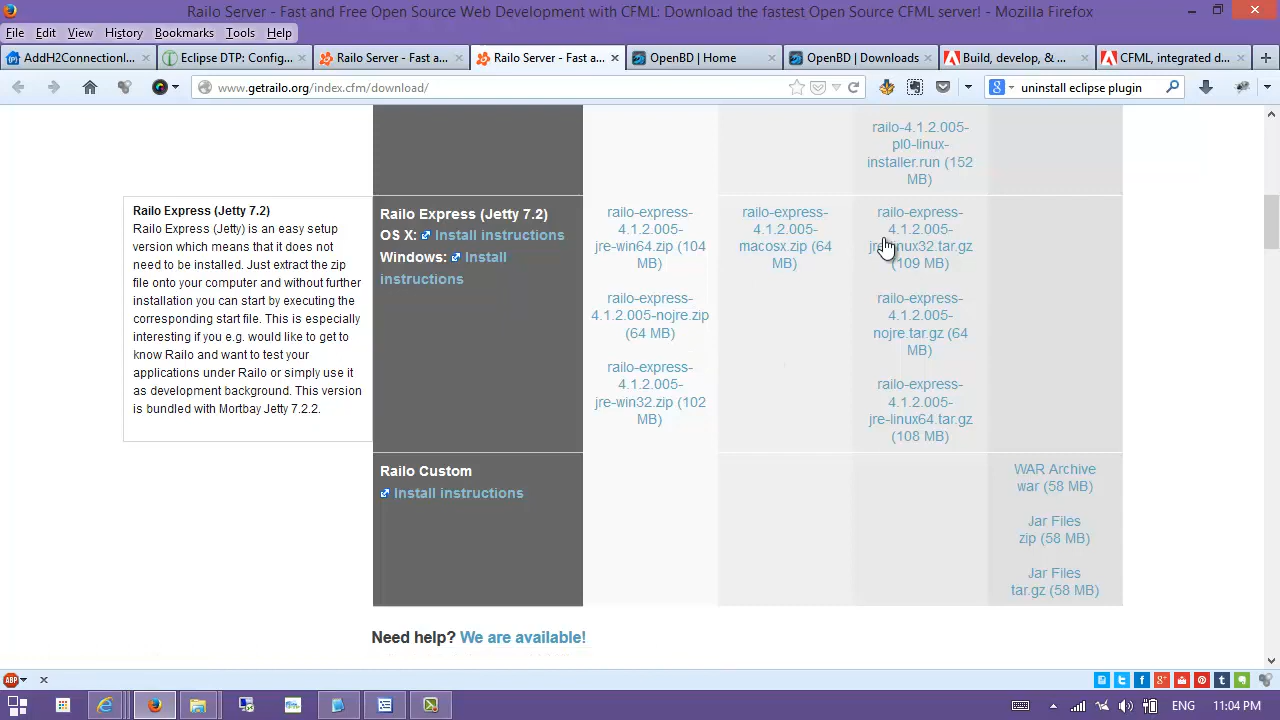 Railo Server - Fast and Free Open Source Web Development with CFML: Download the fastest Open Source CFML server! - Mozilla Firefox
File Edit View History Bookmarks Tools Help
AddH2ConnectionI...
Eclipse DTP: Config...
Railo Server - Fast a...
Railo Server - Fast a...
OpenBD | Home
OpenBD | Downloads
Build, develop, & ...
CFML, integrated d...
www.getrailo.org/index.cfm/download/
uninstall eclipse plugin
railo-4.1.2.005-
pl0-linux-
installer.run (152
MB)
Railo Express (Jetty 7.2)
Railo Express (Jetty) is an easy setup
version which means that it does not
need to be installed. Just extract the zip
file onto your computer and without further
installation you can start by executing the
corresponding start file. This is especially
interesting if you e.g. would like to get to
know Railo and want to test your
applications under Railo or simply use it
as development background. This version
is bundled with Mortbay Jetty 7.2.2.
Railo Express (Jetty 7.2)
OS X: Install instructions
Windows: Install
instructions
railo-express-
4.1.2.005-
jre-win64.zip (104
MB)
railo-express-
4.1.2.005-nojre.zip
(64 MB)
railo-express-
4.1.2.005-
jre-win32.zip (102
MB)
railo-express-
4.1.2.005-
macosx.zip (64
MB)
railo-express-
4.1.2.005-
jre-linux32.tar.gz
(109 MB)
railo-express-
4.1.2.005-
nojre.tar.gz (64
MB)
railo-express-
4.1.2.005-
jre-linux64.tar.gz
(108 MB)
Railo Custom
Install instructions
WAR Archive
war (58 MB)
Jar Files
zip (58 MB)
Jar Files
tar.gz (58 MB)
Need help? We are available!
ABP
ENG
11:04 PM